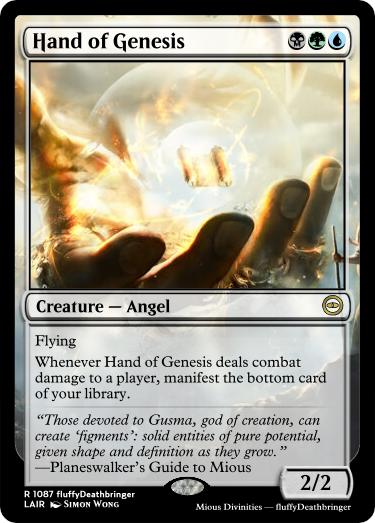 Hand of Genesis
Creature — Angel
Flying
Whenever Hand of Genesis deals combat
damage to a player, manifest the bottom card
of your library.
“Those devoted to Gusma, god of creation, can
create ‘figments’: solid entities of pure potential,
given shape and definition as they grow.”
—Planeswalker’s Guide to Mious
2/2
R 1087 fluffyDeathbringer
LAIR Simon Wong
Mious Divinities — fluffyDeathbringer